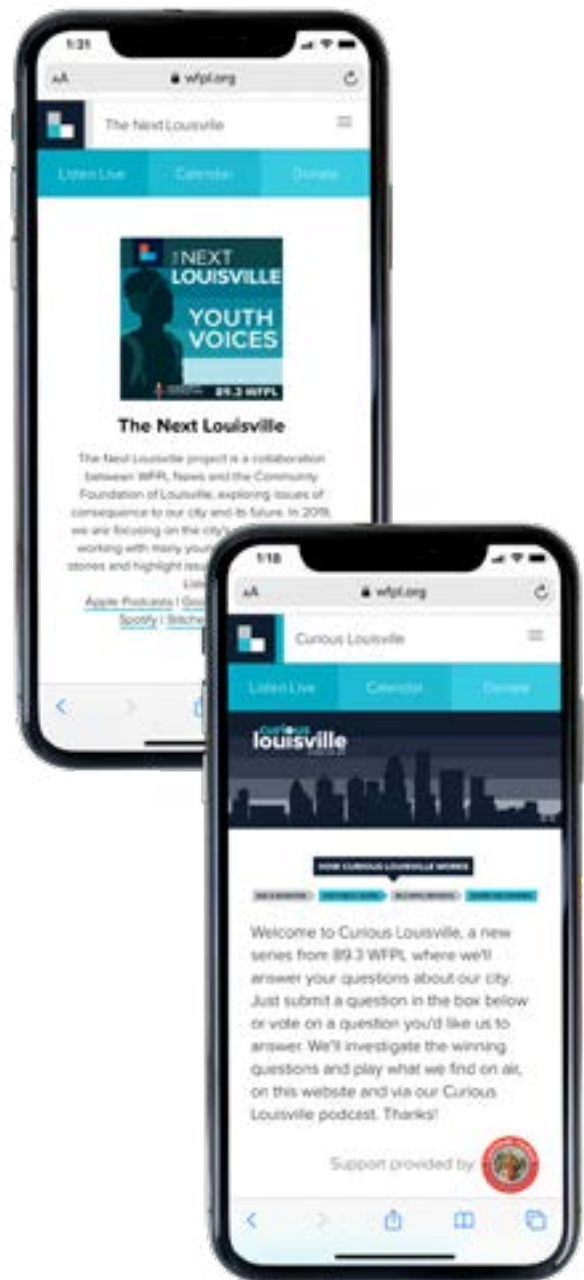 1:31
AA wfpl.org
The Next Louisville
Listen Live Calendar Donate
THE NEXT
LOUISVILLE
YOUTH
VOICES
89.3 WFPL
The Next Louisville
The Next Louisville project is a collaboration
between WFPL News and the Community
Foundation of Louisville, exploring issues of
consequence to our city and its future. In 2019,
we are focusing on the city's
working with many
stories and highlight
Apple Podcasts |
Spotify |
1:18
AA wfpl.org
Curious Louisville
Listen Live Calendar Donate
curious
louisville
HOW CURIOUS LOUISVILLE WORKS
Welcome to Curious Louisville, a new
series from 89.3 WFPL where we'll
answer your questions about our city.
Just submit a question in the box below
or vote on a question you'd like us to
answer. We'll investigate the winning
questions and play what we find on air,
on this website and via our Curious
Louisville podcast. Thanks!
Support provided by